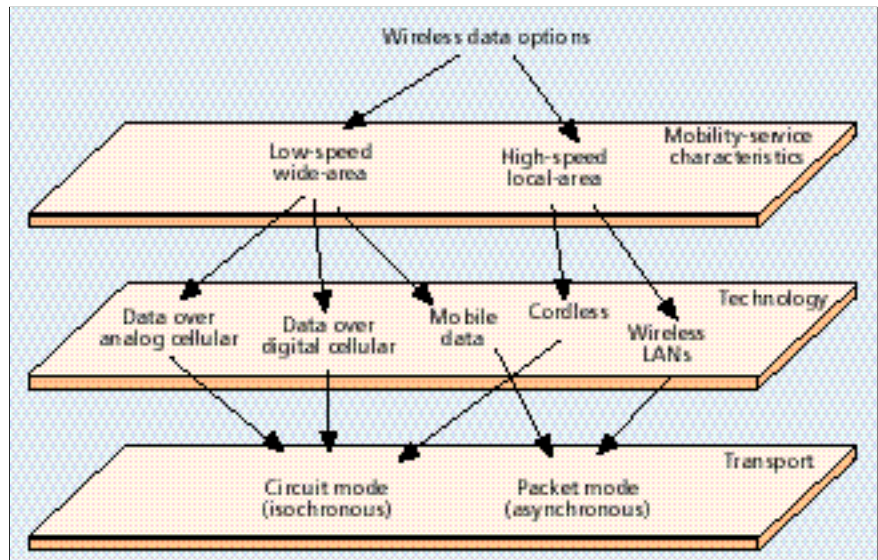 Wireless data options
Mobility-service
characteristics
Low-speed
wide-area
High-speed
local-area
Technology
Data over
analog cellular
Data over
digital cellular
Mobile
data
Cordless
Wireless
LANs
Transport
Circuit mode
(isochronous)
Packet mode
(asynchronous)